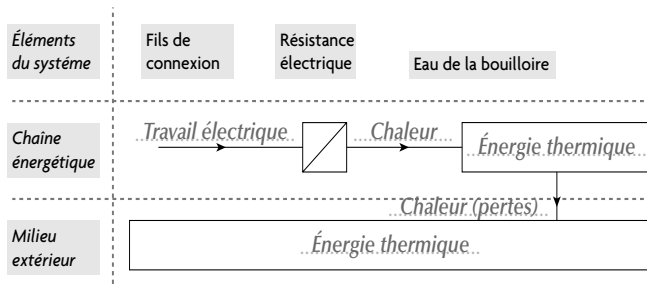 Éléments
du systéme
Fils de
connexion
Résistance
électrique
Eau de la bouilloire
Chaîne
énergétique
Travail électrique
Chaleur
Énergie thermique
Chaleur (pertes)
Milieu
extérieur
Énergie thermique